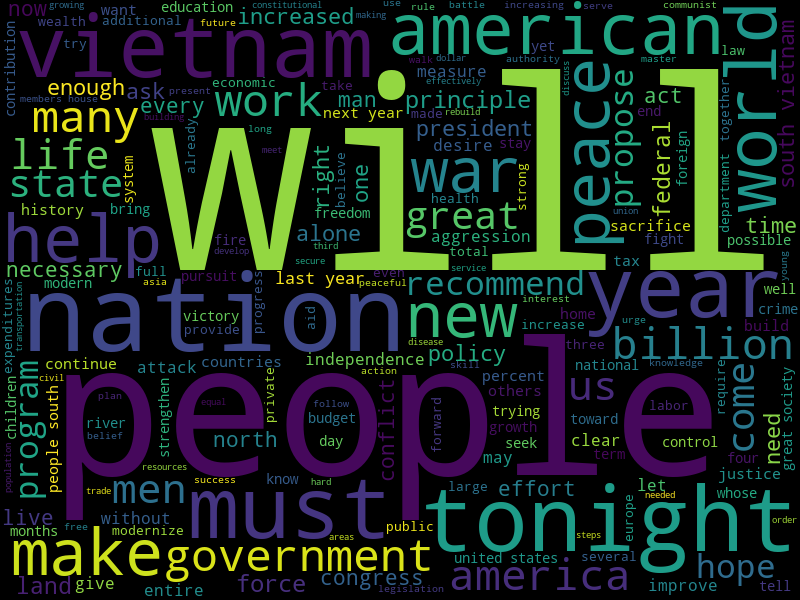 now
growing
want
future
education
wealth
additional
increased
constitutional
making
use
rule
battle
increasing
serve
communist
vietnam
american
contribution
try
yet
law
walk
dollar
authority
master
effectively
members house
present
take
enough
ask
economic
measure
discuss
peace
propose
act
world
south vietnam
many
every
work
man
principle
next year
made
rebuild
federal
foreign
end
department
together
building
long
president
desire
stay
life
already
meet
right
war
state
system
believe
one
health
strong
union
sacrifice
time
history
bring
freedom
great
will
help
fire
third
alone
aggression
fight
possible
necessary
full
develop
secure
total
service
tax
young
modern
asia
pursuit
last year
even
peaceful
recommend
year
well
crime
expenditures
transportation
nation
victory
provide
progress
aid
new
interest
increase
urge
home
build
billion
three
disease
independence
policy
program
children
continue
attack
countries
private
action
percent
national
knowledge
require
come
civil
people
skill
others
us
toward
labor
four
need
great society
plan
strengthen
equal
follow
budget
forward
trying
growth
river
belief
people south
north
day
conflict
seek
clear
control
term
population
resources
success
know
hard
may
justice
men
trade
must
large
effort
let
whose
live
without
months
modernize
free
areas
public
tonight
needed
europe
order
steps
make
government
united states
several
hope
land
give
entire
force
congress
legislation
america
improve
tell